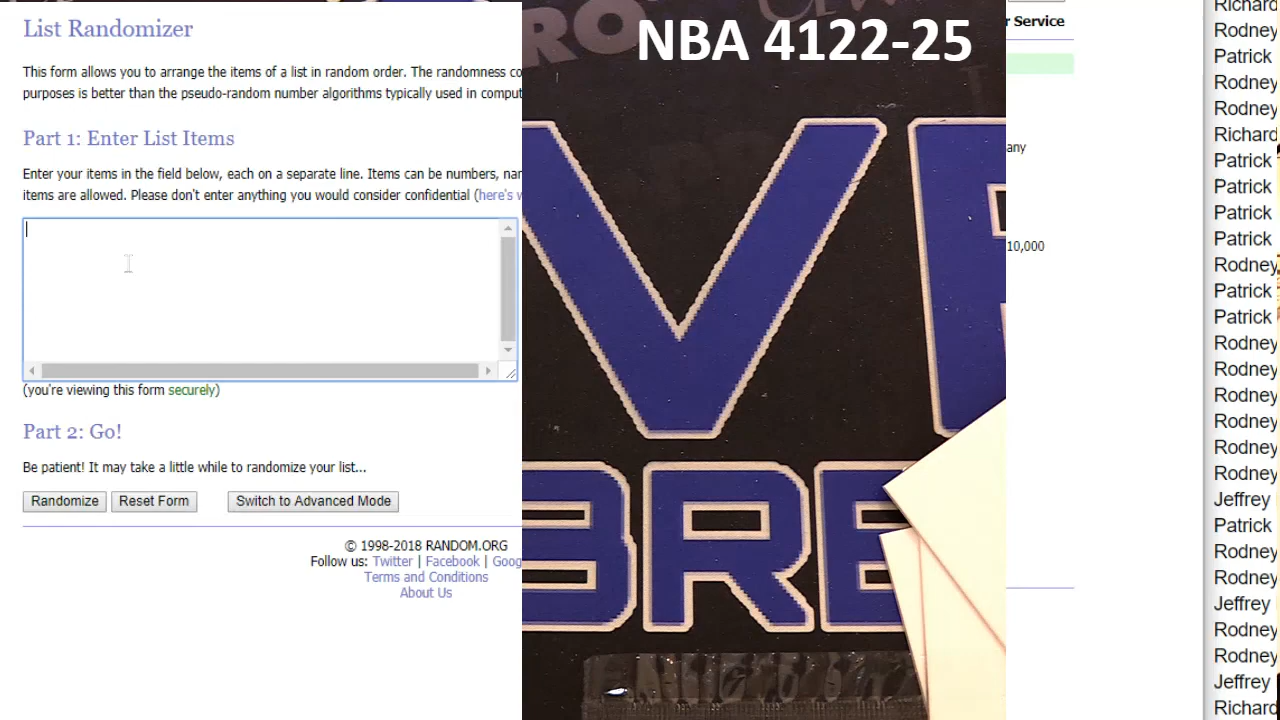 List Randomizer
This form allows you to arrange the items of a list in random order. The randomness
purposes is better than the pseudo-random number algorithms typically used in
Part 1: Enter List Items
Enter your items in the field below, each on a separate line. Items can be numbers,
items are allowed. Please don't enter anything you would consider confidential (here's
(you're viewing this form securely)
Part 2: Go!
Be patient! It may take a little while to randomize your list...
Randomize Reset Form Switch to Advanced Mode
© 1998-2018 RANDOM.ORG
Follow us: Twitter | Facebook |
Terms and Conditions
About Us
NBA 4122-25
Service
10,000
Richard
Rodney
Patrick
Rodney
Rodney
Richard
Patrick
Patrick
Patrick
Patrick
Rodney
Patrick
Patrick
Rodney
Rodney
Rodney
Rodney
Rodney
Rodney
Jeffrey
Patrick
Rodney
Rodney
Jeffrey
Rodney
Rodney
Jeffrey
Richard